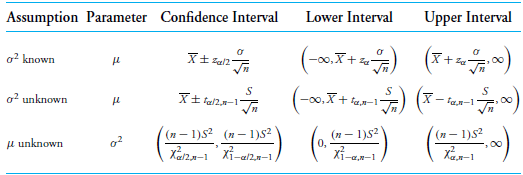 Assumption Parameter Confidence Interval Lower Interval Upper Interval
σ² known μ X̄ ± z_{α/2} σ/√n (−∞, X̄ + z_α σ/√n) (X̄ + z_α σ/√n, ∞)
σ² unknown μ X̄ ± t_{α/2,n−1} S/√n (−∞, X̄ + t_{α,n−1} S/√n) (X̄ − t_{α,n−1} S/√n, ∞)
μ unknown σ² ((n − 1)S²/χ²_{α/2,n−1}, (n − 1)S²/χ²_{1−α/2,n−1}) (0, (n − 1)S²/χ²_{1−α,n−1}) ((n − 1)S²/χ²_{α,n−1}, ∞)